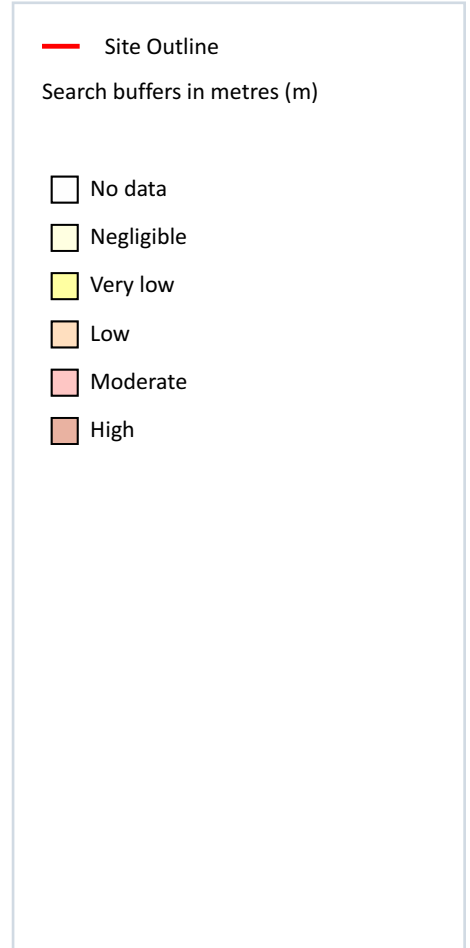 Site Outline
Search buffers in metres (m)
No data
Negligible
Very low
Low
Moderate
High